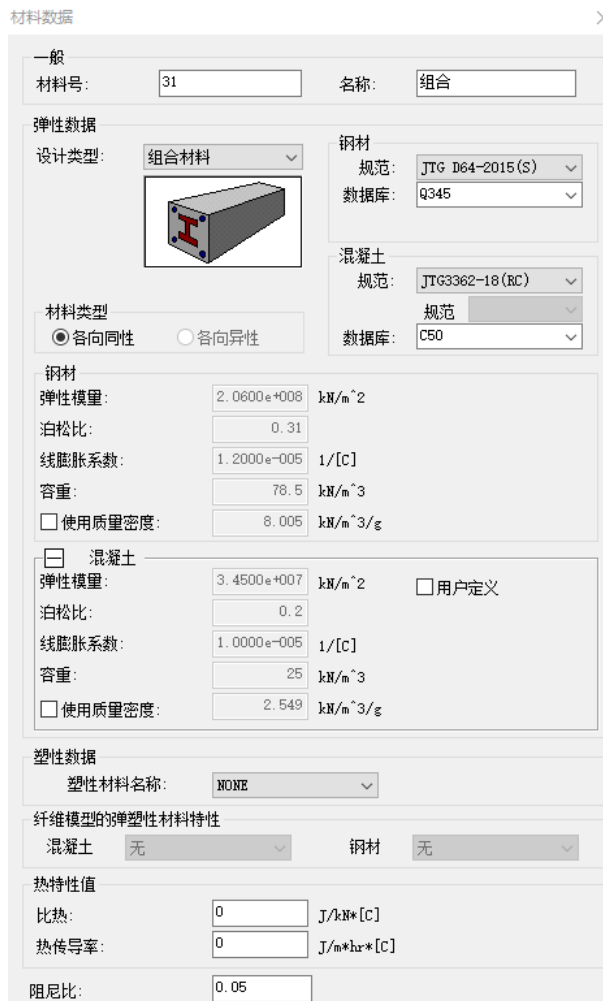 材料数据
一般
材料号: 31 名称: 组合
弹性数据
设计类型: 组合材料
钢材
规范: JTG D64-2015(S)
数据库: Q345
混凝土
规范: JTG3362-18(RC)
规范
数据库: C50
材料类型
各向同性 各向异性
钢材
弹性模量: 2.0600e+008 kN/m^2
泊松比: 0.31
线膨胀系数: 1.2000e-005 1/[C]
容重: 78.5 kN/m^3
使用质量密度: 8.005 kN/m^3/g
混凝土
弹性模量: 3.4500e+007 kN/m^2 用户定义
泊松比: 0.2
线膨胀系数: 1.0000e-005 1/[C]
容重: 25 kN/m^3
使用质量密度: 2.549 kN/m^3/g
塑性数据
塑性材料名称: NONE
纤维模型的弹塑性材料特性
混凝土 无 钢材 无
热特性值
比热: 0 J/kN*[C]
热传导率: 0 J/m*hr*[C]
阻尼比: 0.05